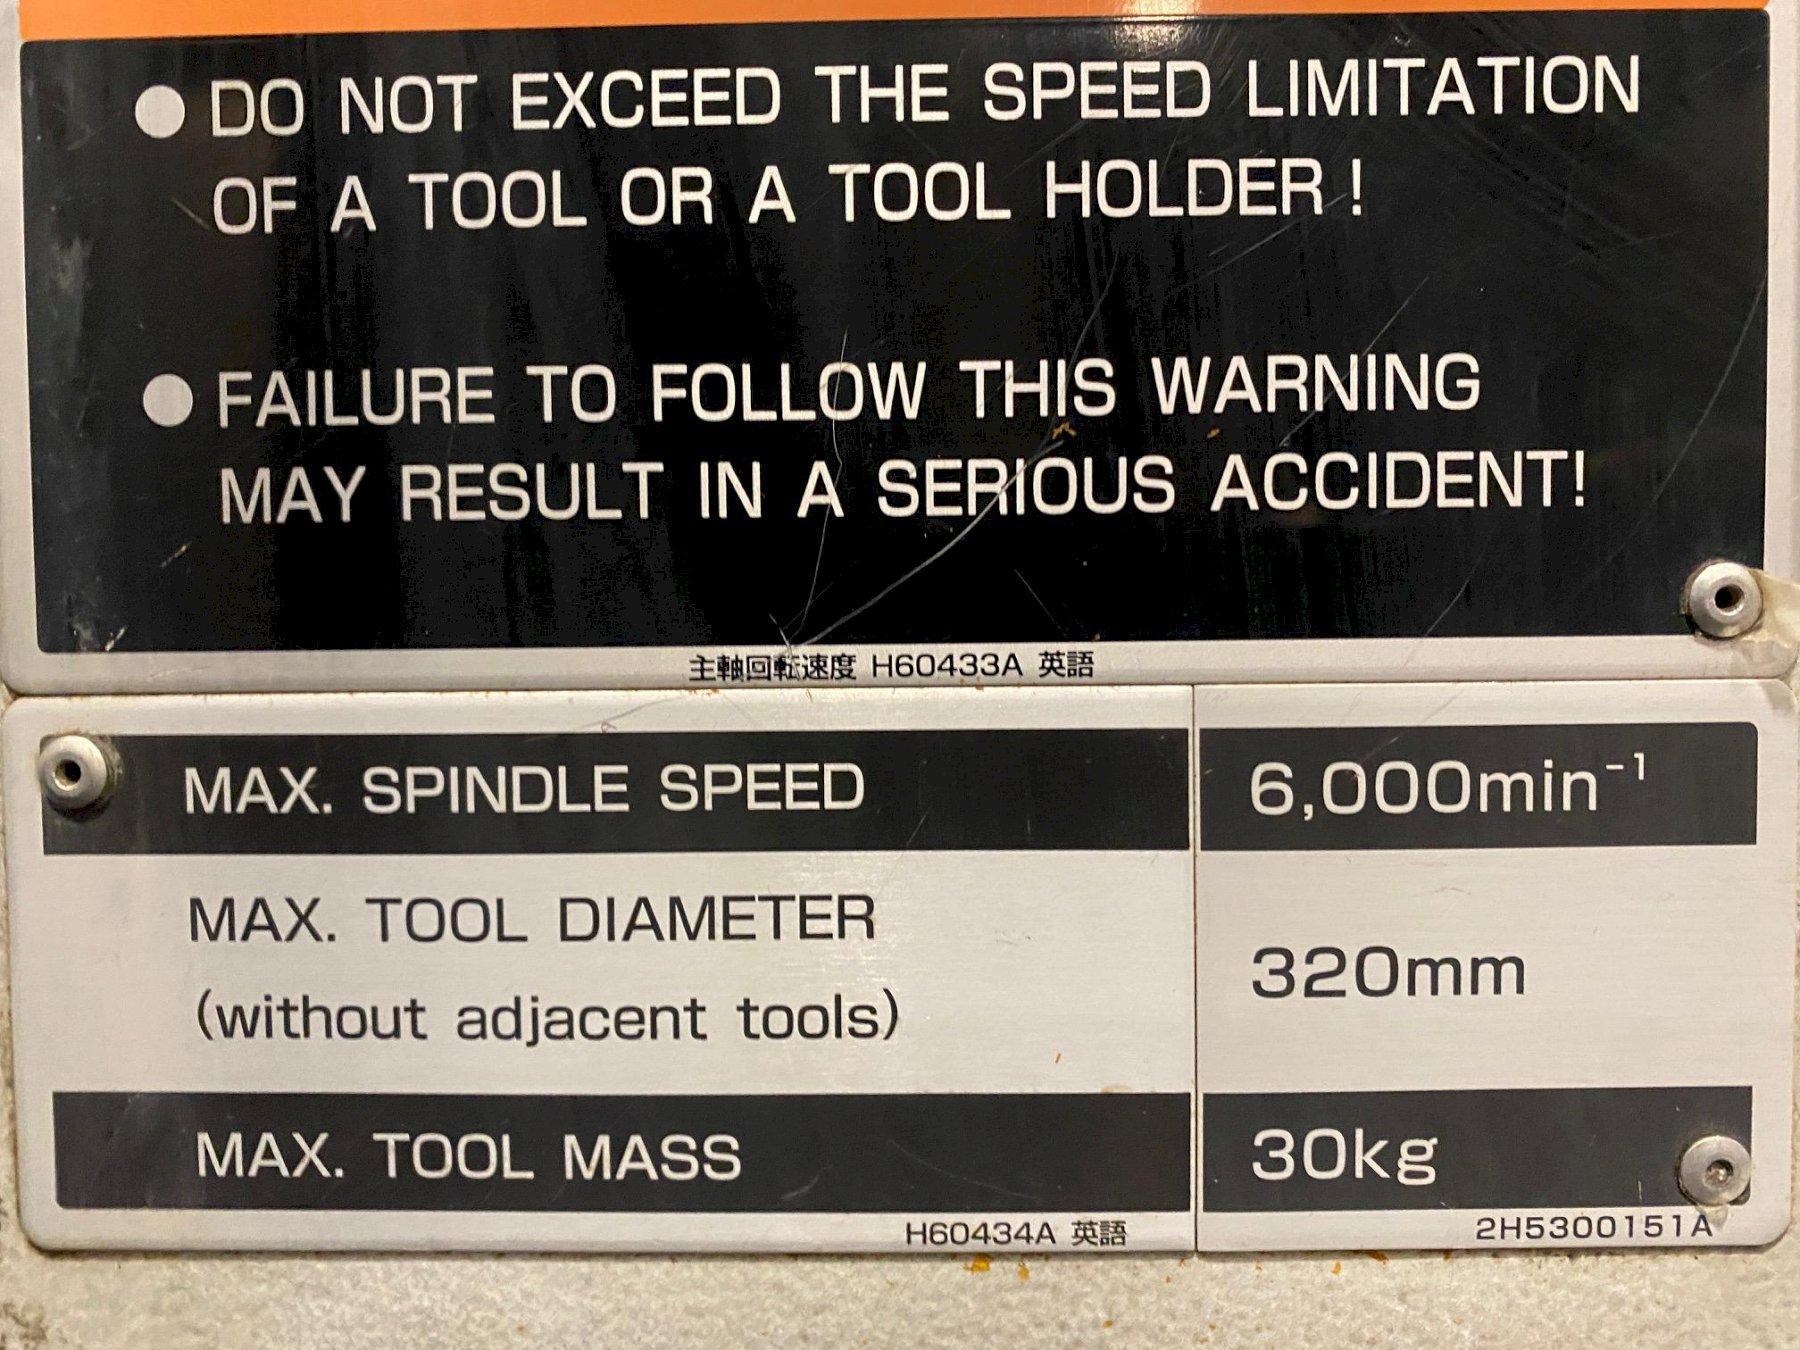 ● DO NOT EXCEED THE SPEED LIMITATION
OF A TOOL OR A TOOL HOLDER !
● FAILURE TO FOLLOW THIS WARNING
MAY RESULT IN A SERIOUS ACCIDENT!
主軸回転速度 H60433A 英語
MAX. SPINDLE SPEED 6,000min⁻¹
MAX. TOOL DIAMETER
(without adjacent tools) 320mm
MAX. TOOL MASS 30kg
H60434A 英語 2H5300151A